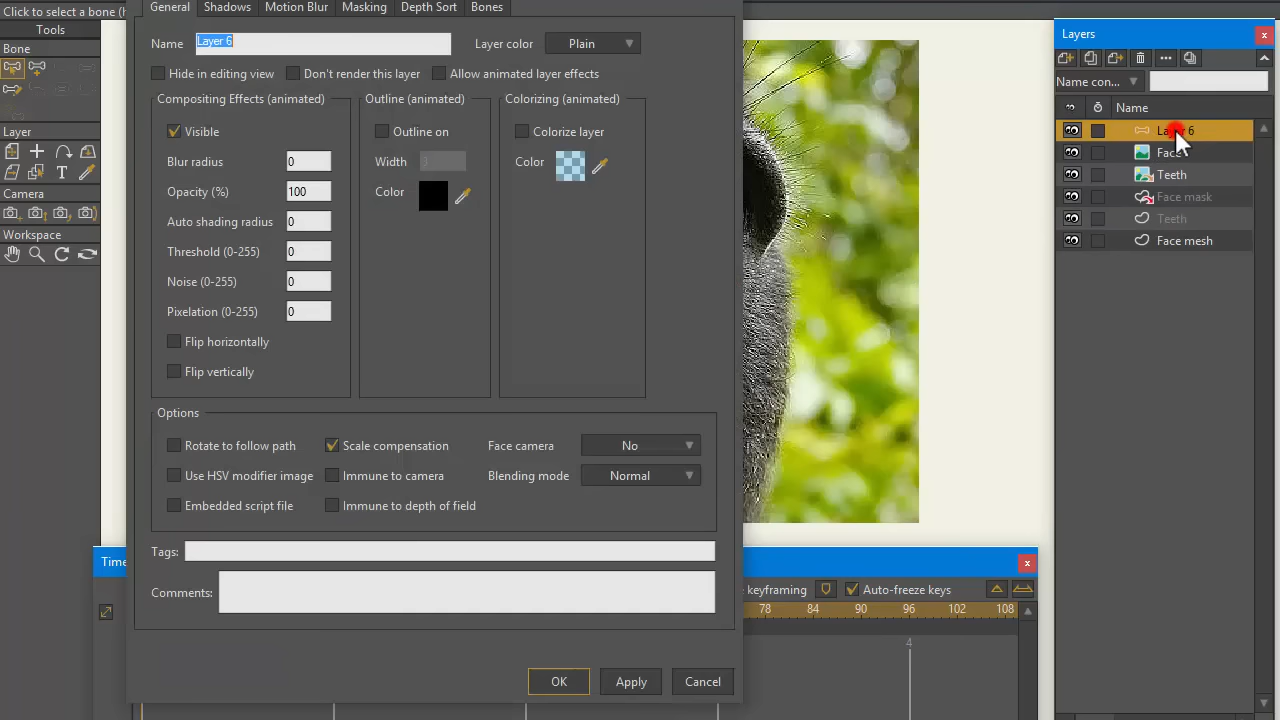 Click to select a bone (h
Tools
Bone
Layer
Camera
Workspace
General
Shadows
Motion Blur
Masking
Depth Sort
Bones
Name
Layer 6
Layer color
Plain
Hide in editing view
Don't render this layer
Allow animated layer effects
Compositing Effects (animated)
Outline (animated)
Colorizing (animated)
Visible
Outline on
Colorize layer
Blur radius
0
Width
3
Color
Opacity (%)
100
Color
Auto shading radius
0
Threshold (0-255)
0
Noise (0-255)
0
Pixelation (0-255)
0
Flip horizontally
Flip vertically
Options
Rotate to follow path
Scale compensation
Face camera
No
Use HSV modifier image
Immune to camera
Blending mode
Normal
Embedded script file
Immune to depth of field
Tags:
Comments:
OK
Apply
Cancel
Layers
x
Name con...
Name
Layer 6
Face
Teeth
Face mask
Teeth
Face mesh
Time
x
e keyframing
Auto-freeze keys
78
84
90
96
102
108
4